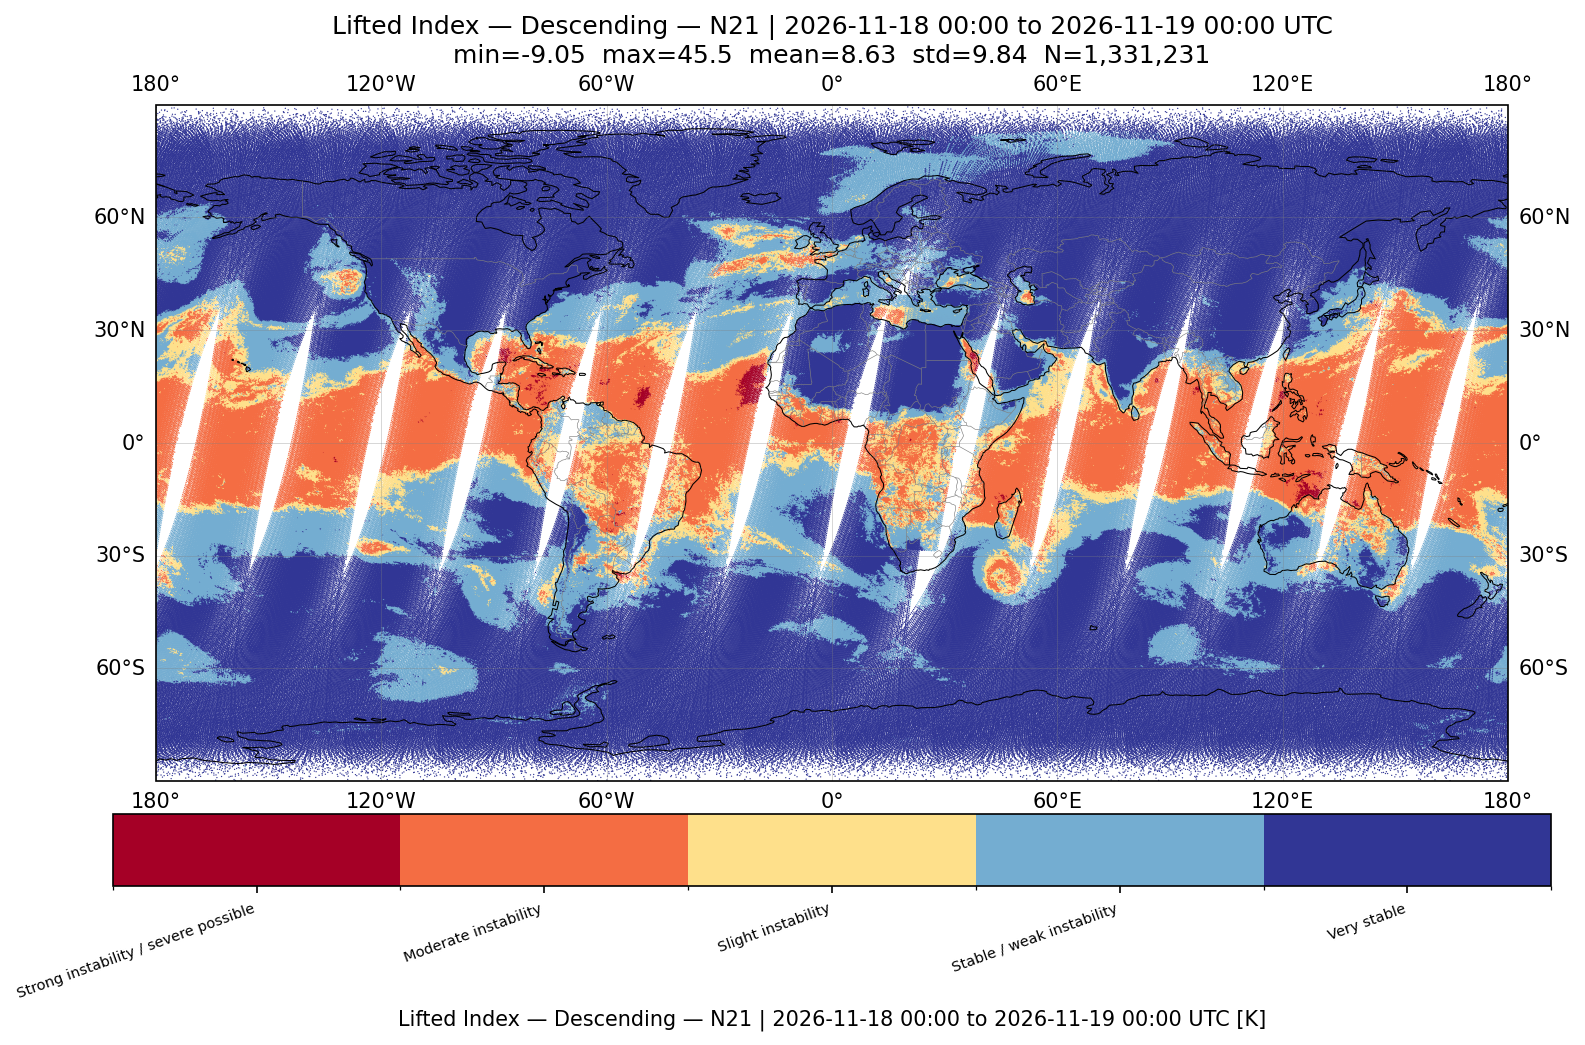 Lifted Index — Descending — N21 | 2026-11-18 00:00 to 2026-11-19 00:00 UTC
min=-9.05 max=45.5 mean=8.63 std=9.84 N=1,331,231
180° 120°W 60°W 0° 60°E 120°E 180°
60°N 60°N
30°N 30°N
0° 0°
30°S 30°S
60°S 60°S
180° 120°W 60°W 0° 60°E 120°E 180°
Strong instability / severe possible
Moderate instability
Slight instability
Stable / weak instability
Very stable
Lifted Index — Descending — N21 | 2026-11-18 00:00 to 2026-11-19 00:00 UTC [K]